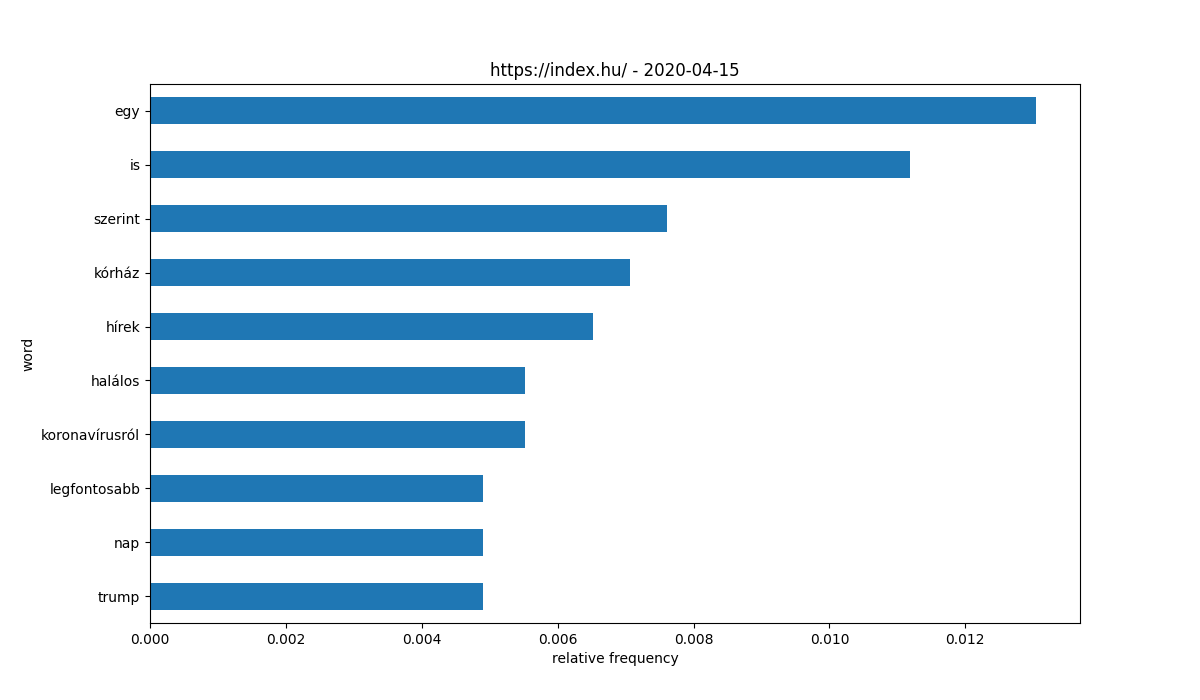 https://index.hu/ - 2020-04-15
egy
is
szerint
kórház
hírek
halálos
koronavírusról
legfontosabb
nap
trump
word
0.000 0.002 0.004 0.006 0.008 0.010 0.012
relative frequency